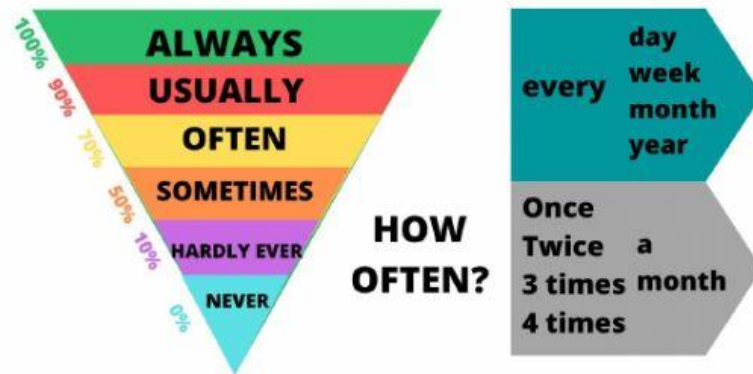 100% ALWAYS
90% USUALLY
70% OFTEN
50% SOMETIMES
10% HARDLY EVER
0% NEVER
HOW
OFTEN?
every
day
week
month
year
Once
Twice
3 times
4 times
a
month